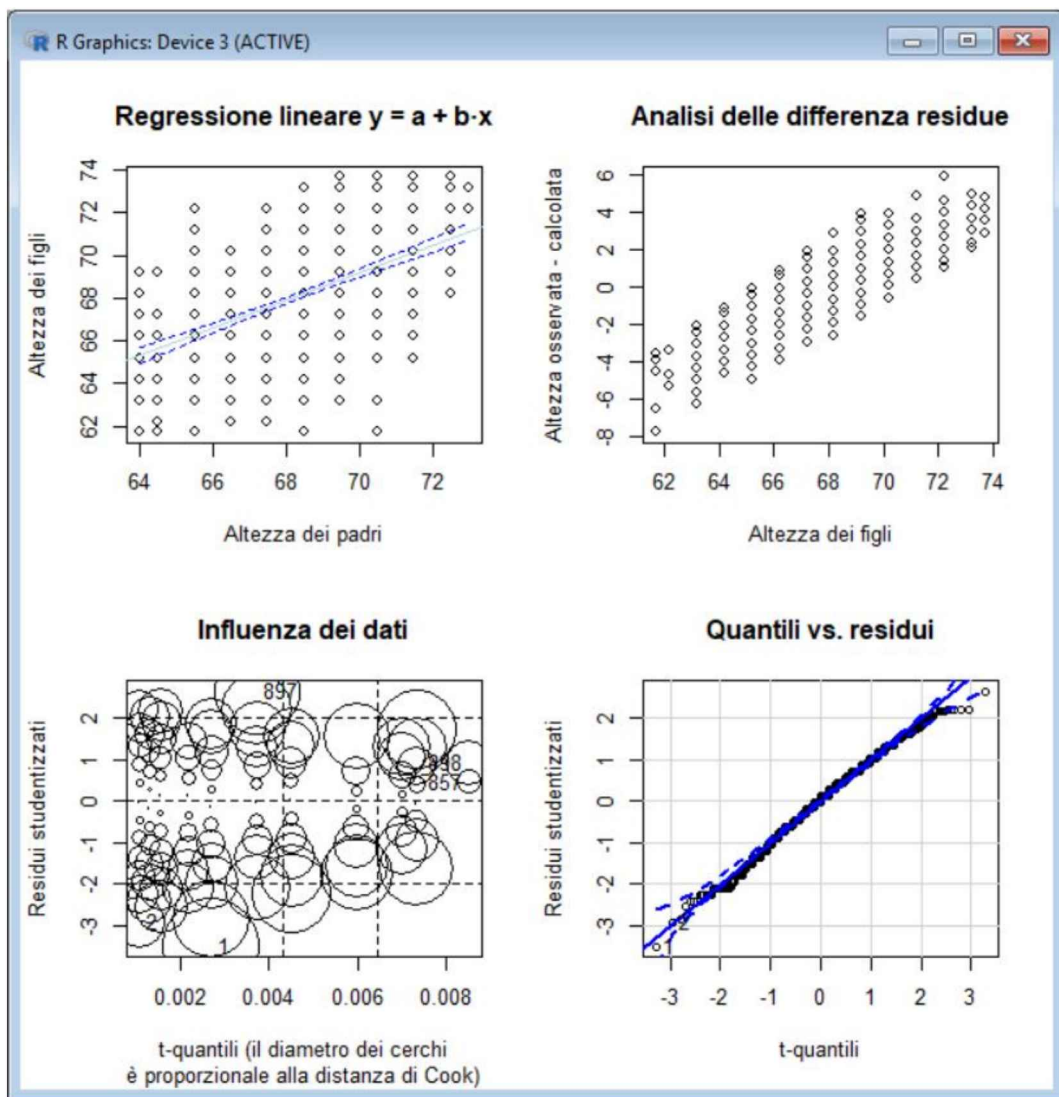 R Graphics: Device 3 (ACTIVE)
Regressione lineare y = a + b·x
Altezza dei figli
74
72
70
68
66
64
62
64 66 68 70 72
Altezza dei padri
Analisi delle differenza residue
Altezza osservata - calcolata
6
4
2
0
-2
-4
-6
-8
62 64 66 68 70 72 74
Altezza dei figli
Influenza dei dati
Residui studentizzati
2
1
0
-1
-2
-3
897
898
857
2
1
0.002 0.004 0.006 0.008
t-quantili (il diametro dei cerchi
è proporzionale alla distanza di Cook)
Quantili vs. residui
Residui studentizzati
2
1
0
-1
-2
-3
2
1
-3 -2 -1 0 1 2 3
t-quantili